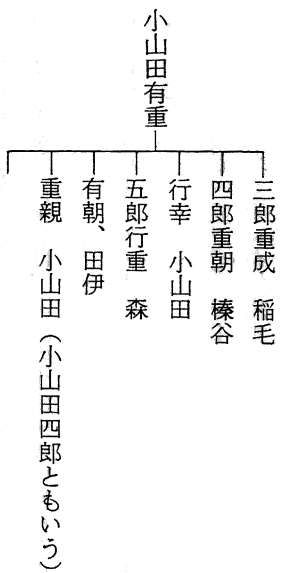 小山田有重
三郎重成　稲毛
四郎重朝　榛谷
行幸　小山田
五郎行重　森
有朝、田伊
重親　小山田（小山田四郎ともいう）